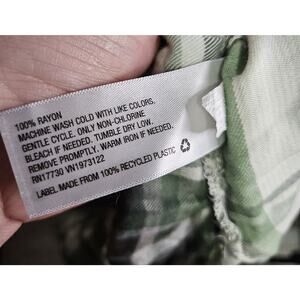 100% RAYON
MACHINE WASH COLD WITH LIKE COLORS,
GENTLE CYCLE. ONLY NON-CHLORINE
BLEACH IF NEEDED. TUMBLE DRY LOW.
REMOVE PROMPTLY. WARM IRON IF NEEDED.
RN17730 VN1973122
LABEL MADE FROM 100% RECYCLED PLASTIC